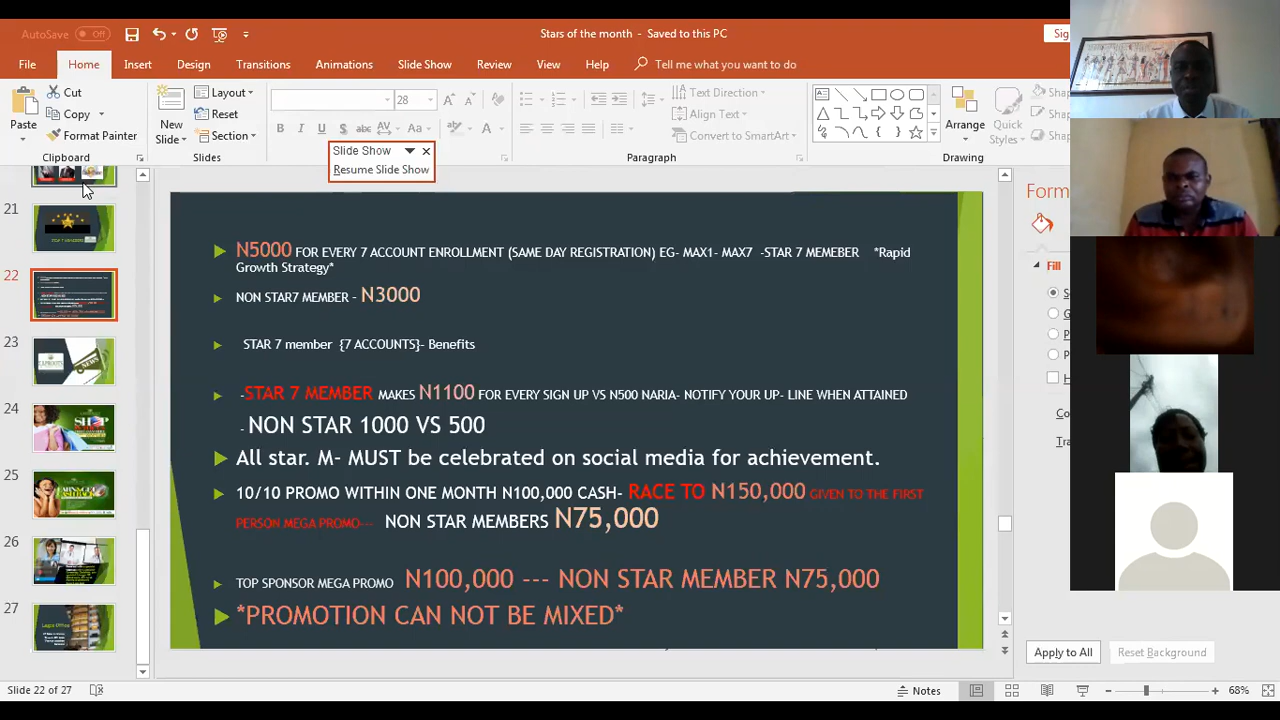 AutoSave Off
Stars of the month - Saved to this PC
Sig
File Home Insert Design Transitions Animations Slide Show Review View Help Tell me what you want to do
Paste
Cut
Copy
Format Painter
Clipboard
New Slide
Layout
Reset
Section
Slides
28
Slide Show
Resume Slide Show
Text Direction
Align Text
Convert to SmartArt
Paragraph
Arrange
Quick Styles
Shap
Shap
Shap
Drawing
21
22
23
24
25
26
27
N5000 FOR EVERY 7 ACCOUNT ENROLLMENT (SAME DAY REGISTRATION) EG- MAX1- MAX7 -STAR 7 MEMEBER *Rapid
Growth Strategy*
NON STAR7 MEMBER - N3000
STAR 7 member {7 ACCOUNTS}- Benefits
-STAR 7 MEMBER MAKES N1100 FOR EVERY SIGN UP VS N500 NARIA- NOTIFY YOUR UP- LINE WHEN ATTAINED
- NON STAR 1000 VS 500
All star. M- MUST be celebrated on social media for achievement.
10/10 PROMO WITHIN ONE MONTH N100,000 CASH- RACE TO N150,000 GIVEN TO THE FIRST
PERSON MEGA PROMO--- NON STAR MEMBERS N75,000
TOP SPONSOR MEGA PROMO N100,000 --- NON STAR MEMBER N75,000
*PROMOTION CAN NOT BE MIXED*
Form
Fill
S
G
P
P
H
Co
Tra
Apply to All
Reset Background
Slide 22 of 27
Notes
68%